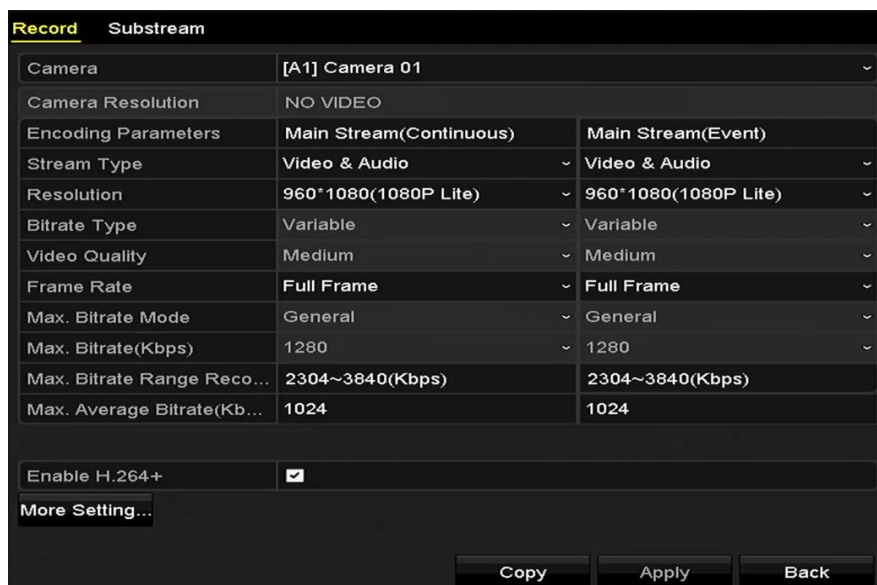 Record Substream
Camera [A1] Camera 01
Camera Resolution NO VIDEO
Encoding Parameters Main Stream(Continuous) Main Stream(Event)
Stream Type Video & Audio Video & Audio
Resolution 960*1080(1080P Lite) 960*1080(1080P Lite)
Bitrate Type Variable Variable
Video Quality Medium Medium
Frame Rate Full Frame Full Frame
Max. Bitrate Mode General General
Max. Bitrate(Kbps) 1280 1280
Max. Bitrate Range Reco... 2304~3840(Kbps) 2304~3840(Kbps)
Max. Average Bitrate(Kb... 1024 1024
Enable H.264+
More Setting...
Copy Apply Back